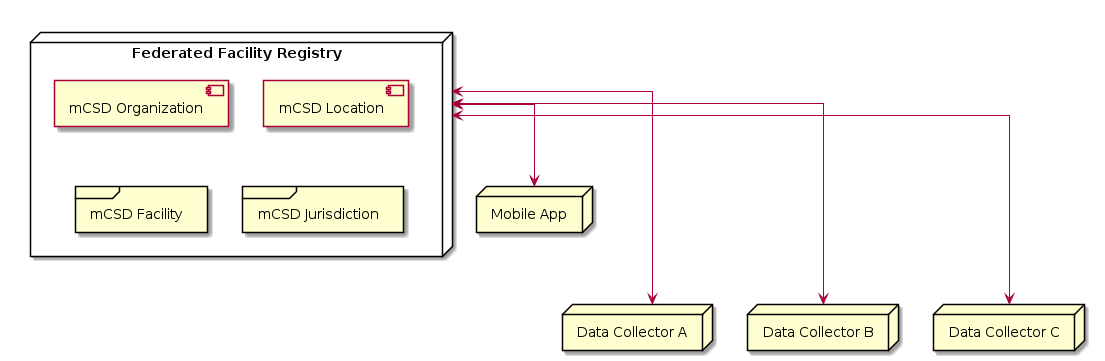 Federated Facility Registry
mCSD Organization
mCSD Location
mCSD Facility
mCSD Jurisdiction
Mobile App
Data Collector A
Data Collector B
Data Collector C